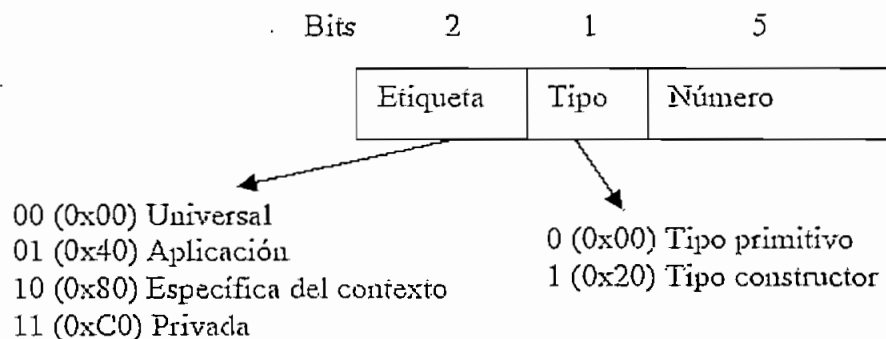 Bits 2 1 5
Etiqueta Tipo Número
00 (0x00) Universal
01 (0x40) Aplicación
10 (0x80) Específica del contexto
11 (0xC0) Privada
0 (0x00) Tipo primitivo
1 (0x20) Tipo constructor